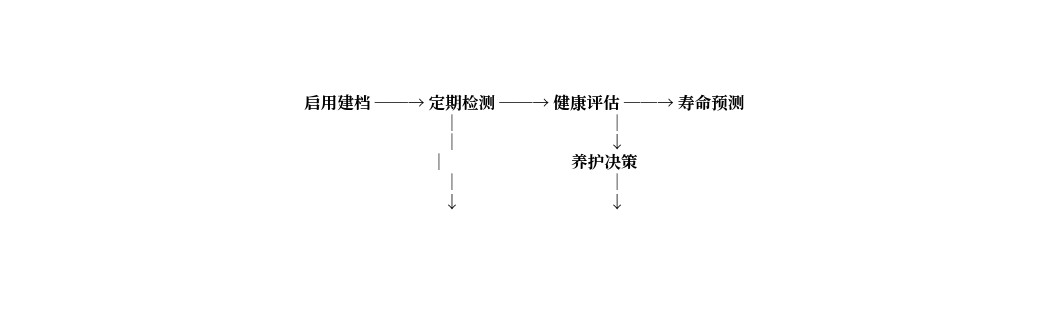 启用建档 ——→ 定期检测 ——→ 健康评估 ——→ 寿命预测
│ │
│ ↓
│ 养护决策
│ │
↓ ↓